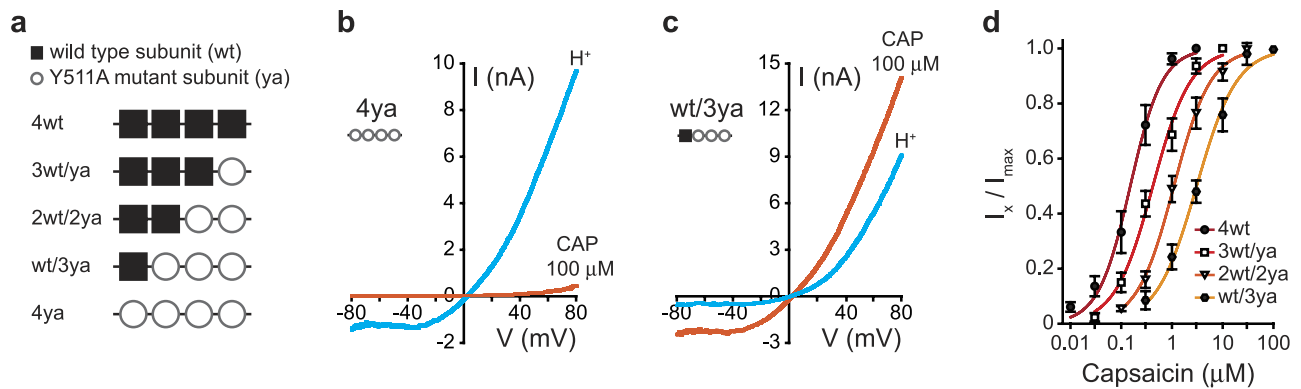 a
wild type subunit (wt)
Y511A mutant subunit (ya)
4wt
3wt/ya
2wt/2ya
wt/3ya
4ya
b
I (nA)
H+
4ya
CAP
100 μM
10
8
6
4
2
0
-2
-80
-40
40
80
V (mV)
c
I (nA)
CAP
100 μM
wt/3ya
H+
15
12
9
6
3
0
-3
-80
-40
40
80
V (mV)
d
Ix / Imax
1
0.8
0.6
0.4
0.2
0
4wt
3wt/ya
2wt/2ya
wt/3ya
0.01 0.1 1 10 100
Capsaicin (μM)